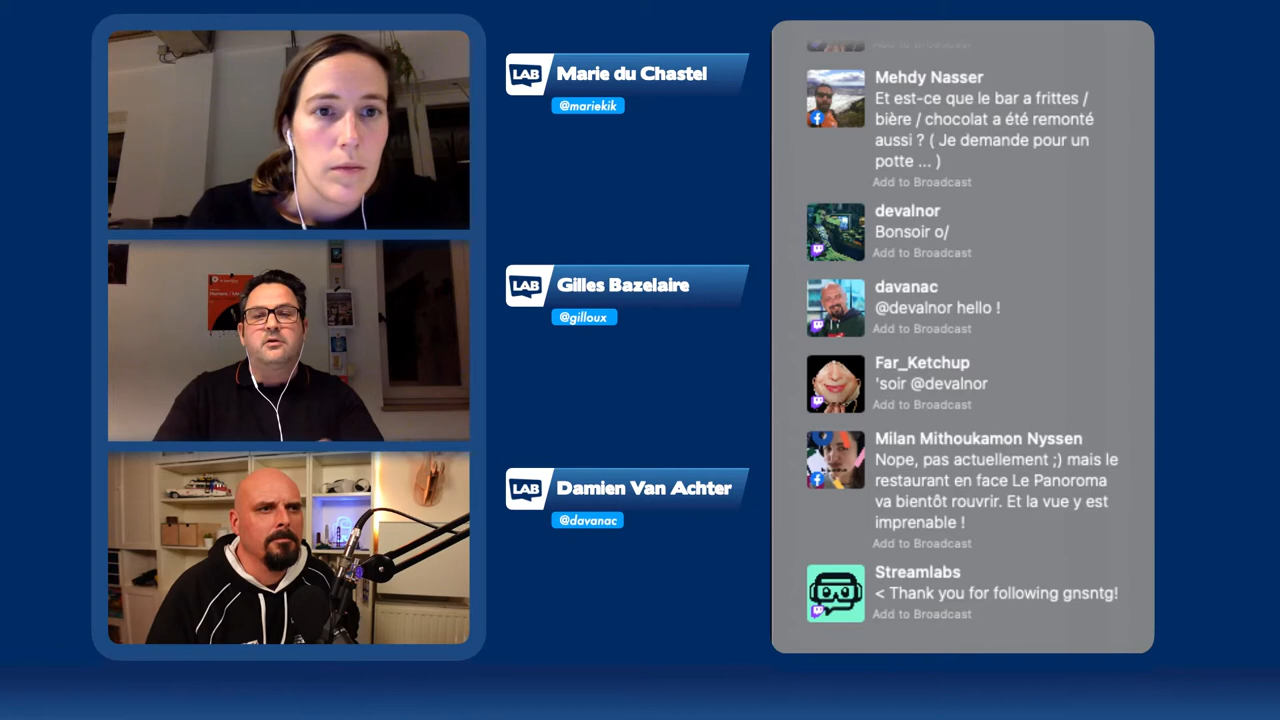 LAB
Marie du Chastel
@mariekik
LAB
Gilles Bazelaire
@gilloux
LAB
Damien Van Achter
@davanac
Add to Broadcast
Mehdy Nasser
Et est-ce que le bar a frittes /
bière / chocolat a été remonté
aussi ? ( Je demande pour un
potte ... )
Add to Broadcast
devalnor
Bonsoir o/
Add to Broadcast
davanac
@devalnor hello !
Add to Broadcast
Far_Ketchup
'soir @devalnor
Add to Broadcast
Milan Mithoukamon Nyssen
Nope, pas actuellement ;) mais le
restaurant en face Le Panoroma
va bientôt rouvrir. Et la vue y est
imprenable !
Add to Broadcast
Streamlabs
< Thank you for following gnsntg!
Add to Broadcast